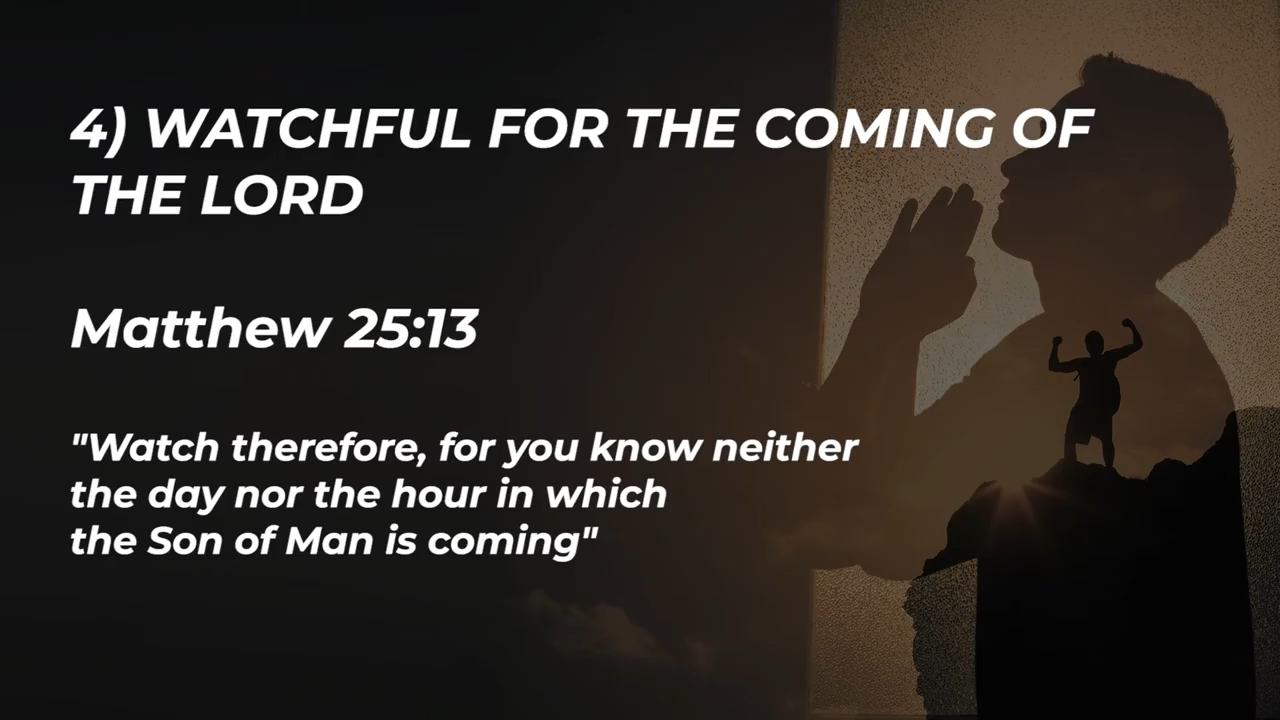 4) WATCHFUL FOR THE COMING OF
THE LORD
Matthew 25:13
"Watch therefore, for you know neither
the day nor the hour in which
the Son of Man is coming"